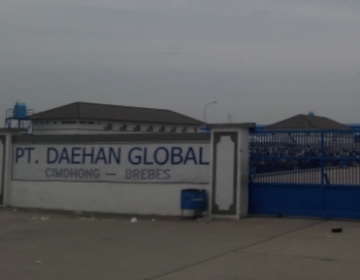 PT. DAEHAN GLOBAL
CIMOHONG — BREBES